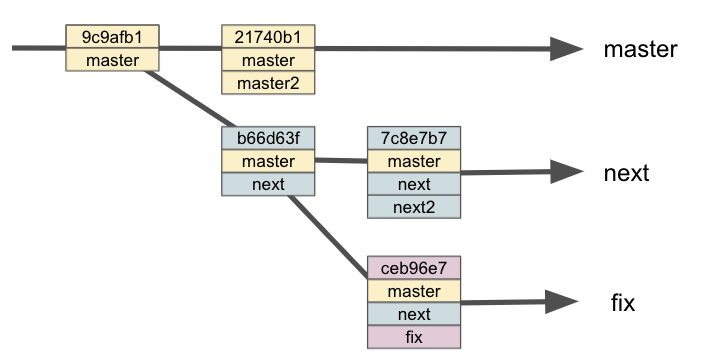 9c9afb1
master
21740b1
master
master2
master
b66d63f
master
next
7c8e7b7
master
next
next2
next
ceb96e7
master
next
fix
fix